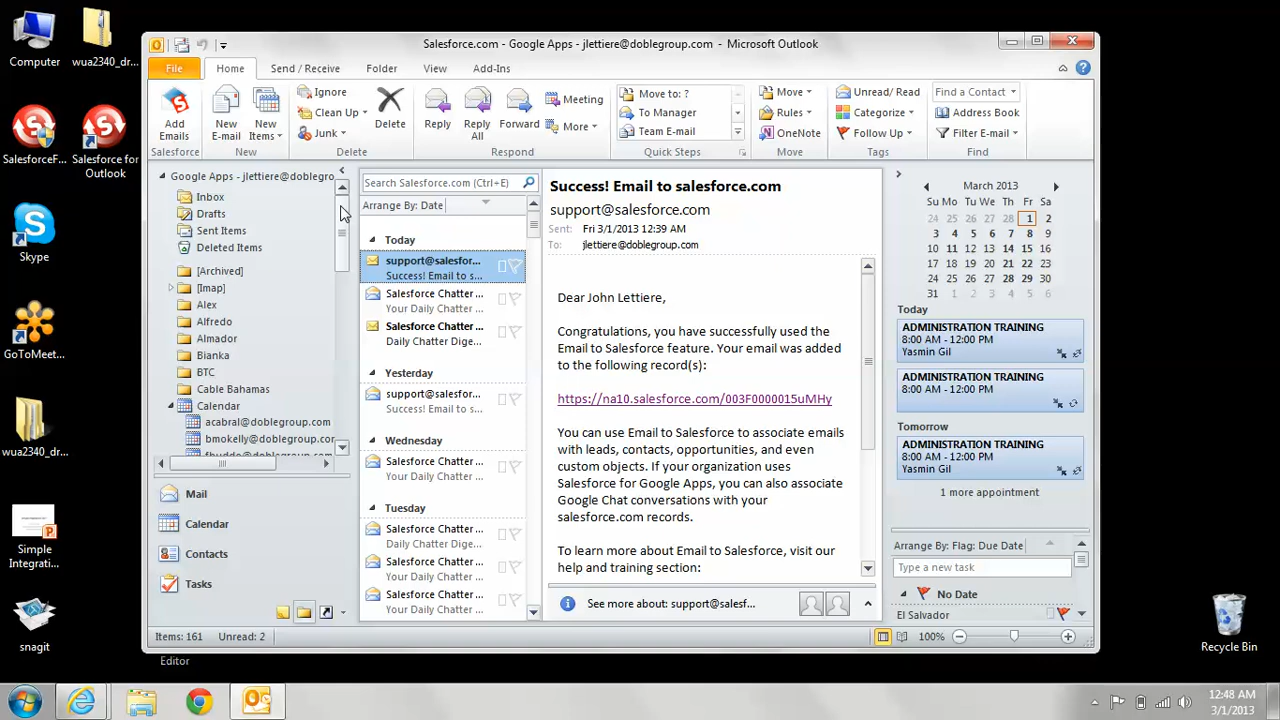 Salesforce.com - Google Apps - jlettiere@doblegroup.com - Microsoft Outlook
File
Home
Send / Receive
Folder
View
Add-Ins
Add Emails
Salesforce
New E-mail
New Items
New
Ignore
Clean Up
Junk
Delete
Delete
Reply
Reply All
Forward
Meeting
More
Respond
Move to: ?
To Manager
Team E-mail
Quick Steps
Move
Rules
OneNote
Move
Unread/ Read
Categorize
Follow Up
Tags
Find a Contact
Address Book
Filter E-mail
Find
Google Apps - jlettiere@doblegro
Inbox
Drafts
Sent Items
Deleted Items
[Archived]
[Imap]
Alex
Alfredo
Almador
Bianka
BTC
Cable Bahamas
Calendar
acabral@doblegroup.com
bmokelly@doblegroup.cor
Mail
Calendar
Contacts
Tasks
Search Salesforce.com (Ctrl+E)
Arrange By: Date
Today
support@salesfor...
Success! Email to s...
Salesforce Chatter ...
Your Daily Chatter ...
Salesforce Chatter ...
Daily Chatter Dige...
Yesterday
support@salesfor...
Success! Email to s...
Wednesday
Salesforce Chatter ...
Your Daily Chatter ...
Tuesday
Salesforce Chatter ...
Daily Chatter Dige...
Salesforce Chatter ...
Your Daily Chatter ...
Salesforce Chatter ...
Your Daily Chatter ...
Success! Email to salesforce.com
support@salesforce.com
Sent: Fri 3/1/2013 12:39 AM
To: jlettiere@doblegroup.com
Dear John Lettiere,
Congratulations, you have successfully used the
Email to Salesforce feature. Your email was added
to the following record(s):
https://na10.salesforce.com/003F0000015uMHy
You can use Email to Salesforce to associate emails
with leads, contacts, opportunities, and even
custom objects. If your organization uses
Salesforce for Google Apps, you can also associate
Google Chat conversations with your
salesforce.com records.
To learn more about Email to Salesforce, visit our
help and training section:
See more about: support@salesf...
March 2013
Su Mo Tu We Th Fr Sa
24 25 26 27 28 1 2
3 4 5 6 7 8 9
10 11 12 13 14 15 16
17 18 19 20 21 22 23
24 25 26 27 28 29 30
31 1 2 3 4 5 6
Today
ADMINISTRATION TRAINING
8:00 AM - 12:00 PM
Yasmin Gil
ADMINISTRATION TRAINING
8:00 AM - 12:00 PM
Tomorrow
ADMINISTRATION TRAINING
8:00 AM - 12:00 PM
Yasmin Gil
1 more appointment
Arrange By: Flag: Due Date
Type a new task
No Date
El Salvador
Items: 161
Unread: 2
100%
Computer
wua2340_dr...
SalesforceF...
Salesforce for Outlook
Skype
GoToMeet...
wua2340_dr...
Simple Integrati...
snagit
Editor
Recycle Bin
12:48 AM
3/1/2013